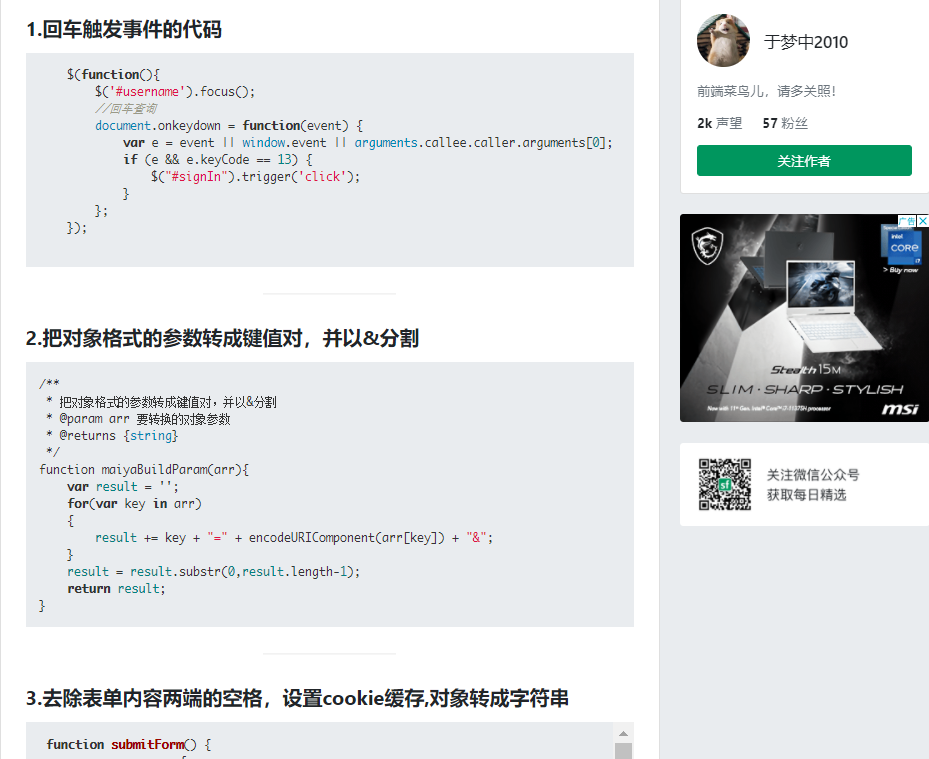 1.回车触发事件的代码
$(function(){
$('#username').focus();
//回车查询
document.onkeydown = function(event) {
var e = event || window.event || arguments.callee.caller.arguments[0];
if (e && e.keyCode == 13) {
$("#signIn").trigger('click');
}
};
});
2.把对象格式的参数转成键值对，并以&分割
/**
* 把对象格式的参数转成键值对，并以&分割
* @param arr 要转换的对象参数
* @returns {string}
*/
function maiyaBuildParam(arr){
var result = '';
for(var key in arr)
{
result += key + "=" + encodeURIComponent(arr[key]) + "&";
}
result = result.substr(0,result.length-1);
return result;
}
3.去除表单内容两端的空格，设置cookie缓存,对象转成字符串
function submitForm() {
于梦中2010
前端菜鸟儿，请多关照！
2k 声望 57 粉丝
关注作者
广告
intel
CORE
i7
> Buy now
Stealth 15M
SLIM · SHARP · STYLISH
Now with 11th Gen. Intel® Core™ i7-11375H processor
msi
sf
关注微信公众号
获取每日精选